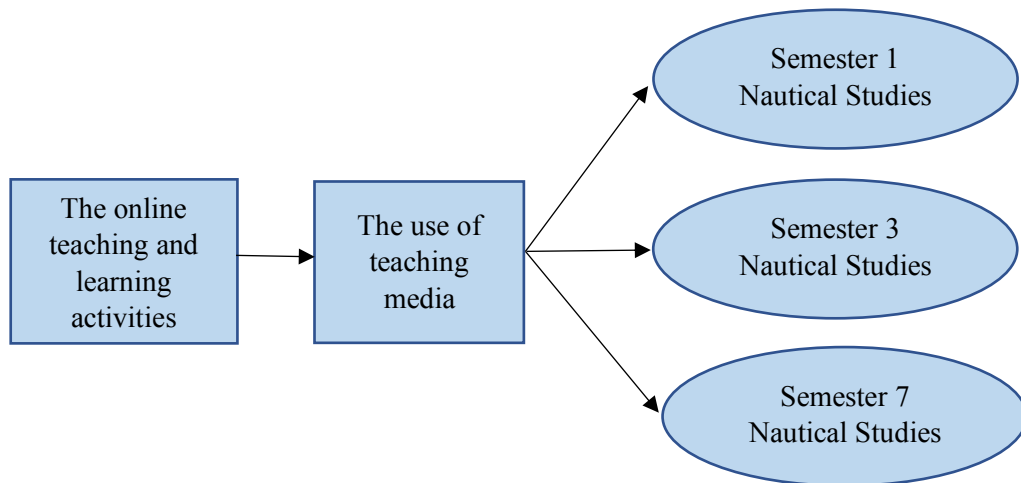 The online
teaching and
learning
activities
The use of
teaching
media
Semester 1
Nautical Studies
Semester 3
Nautical Studies
Semester 7
Nautical Studies